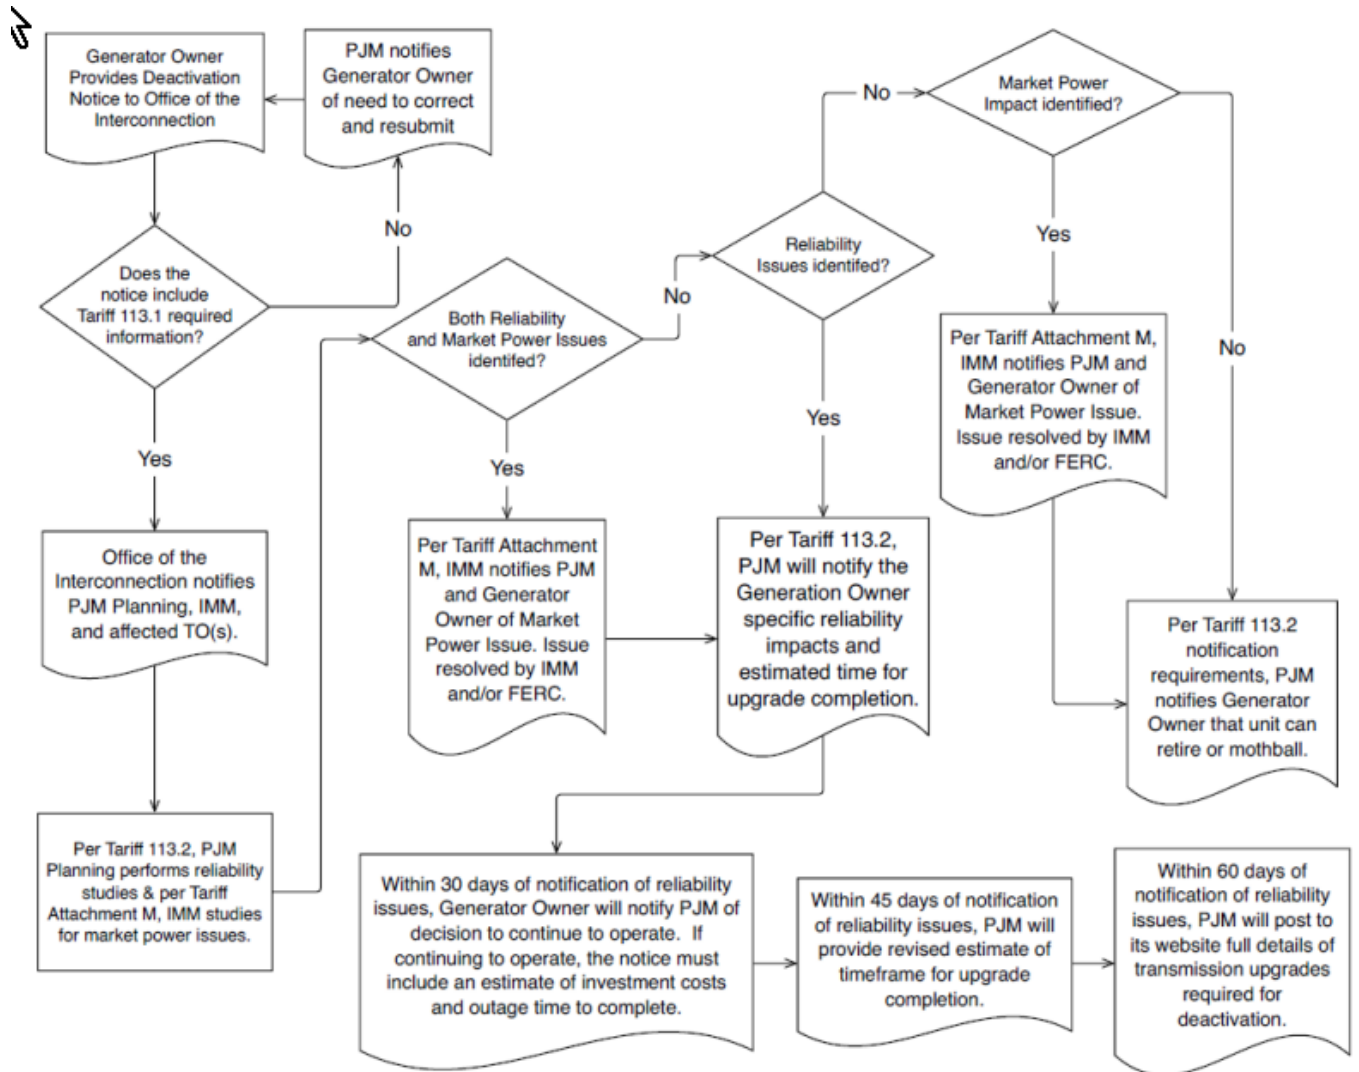 Generator Owner
Provides Deactivation
Notice to Office of the
Interconnection
PJM notifies
Generator Owner
of need to correct
and resubmit
No
Does the
notice include
Tariff 113.1 required
information?
Yes
Office of the
Interconnection notifies
PJM Planning, IMM,
and affected TO(s).
Per Tariff 113.2, PJM
Planning performs reliability
studies & per Tariff
Attachment M, IMM studies
for market power issues.
Both Reliability
and Market Power Issues
identifed?
No
Yes
Per Tariff Attachment
M, IMM notifies PJM
and Generator
Owner of Market
Power Issue. Issue
resolved by IMM
and/or FERC.
Reliability
Issues identifed?
No
Yes
Per Tariff 113.2,
PJM will notify the
Generation Owner
specific reliability
impacts and
estimated time for
upgrade completion.
Market Power
Impact identified?
Yes
No
Per Tariff Attachment M,
IMM notifies PJM and
Generator Owner of
Market Power Issue.
Issue resolved by IMM
and/or FERC.
Per Tariff 113.2
notification
requirements, PJM
notifies Generator
Owner that unit can
retire or mothball.
Within 30 days of notification of reliability
issues, Generator Owner will notify PJM of
decision to continue to operate. If
continuing to operate, the notice must
include an estimate of investment costs
and outage time to complete.
Within 45 days of notification
of reliability issues, PJM will
provide revised estimate of
timeframe for upgrade
completion.
Within 60 days of
notification of reliability
issues, PJM will post to
its website full details of
transmission upgrades
required for
deactivation.